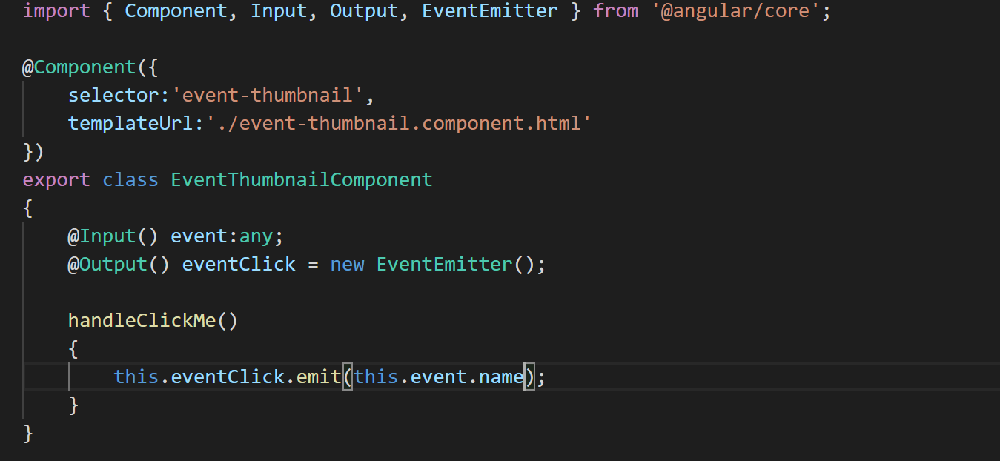 import { Component, Input, Output, EventEmitter } from '@angular/core';
@Component({
selector:'event-thumbnail',
templateUrl:'./event-thumbnail.component.html'
})
export class EventThumbnailComponent
{
@Input() event:any;
@Output() eventClick = new EventEmitter();
handleClickMe()
{
this.eventClick.emit(this.event.name);
}
}